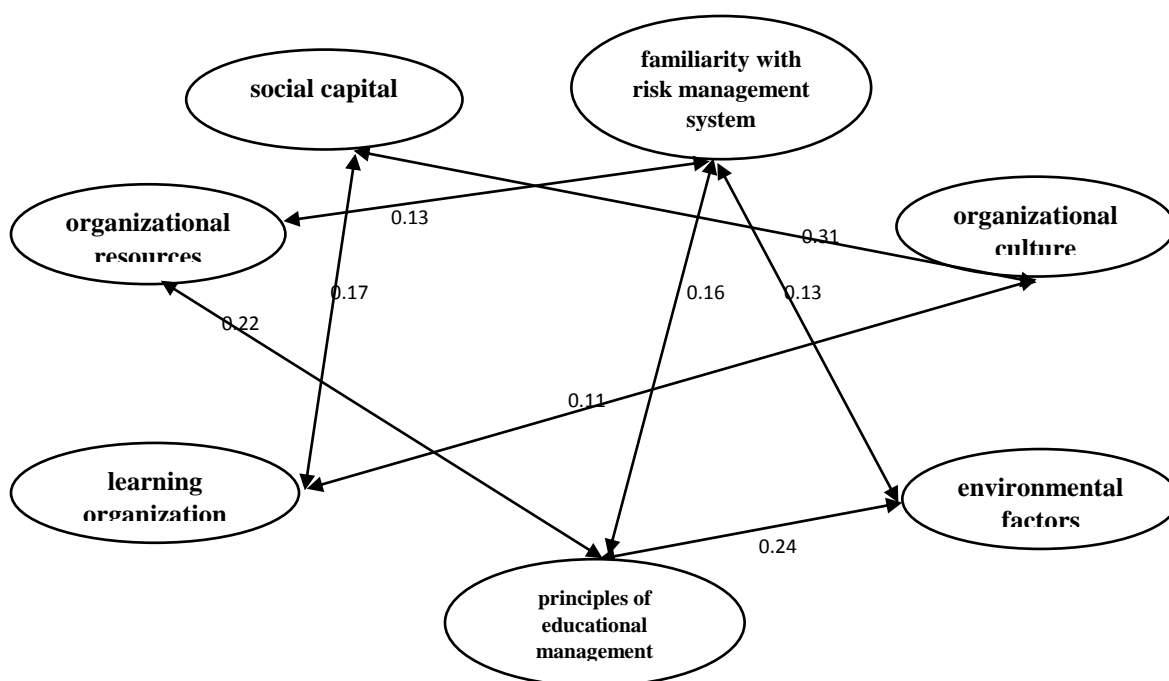 social capital
familiarity with
risk management
system
organizational
resources
organizational
culture
0.13
0.31
0.17
0.16
0.13
0.22
0.11
learning
organization
environmental
factors
0.24
principles of
educational
management